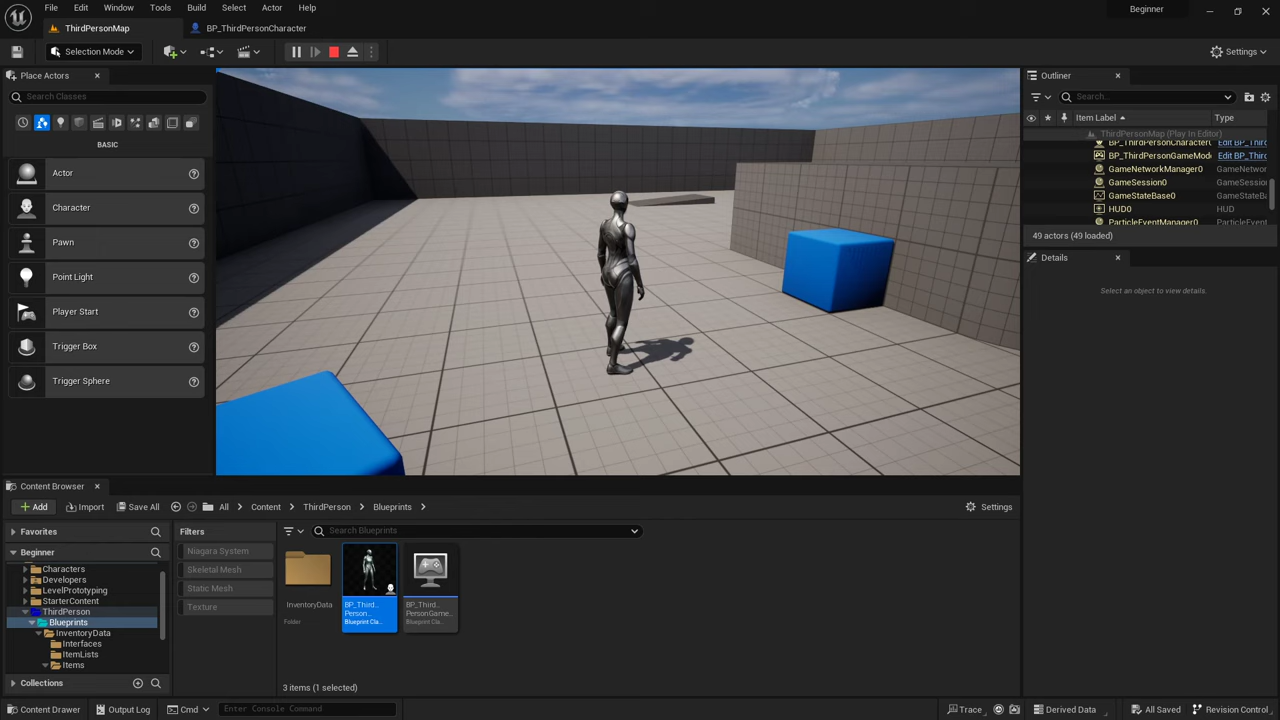 File Edit Window Tools Build Select Actor Help
Beginner
ThirdPersonMap
BP_ThirdPersonCharacter
Selection Mode
Settings
Place Actors
Search Classes
BASIC
Actor
Character
Pawn
Point Light
Player Start
Trigger Box
Trigger Sphere
Outliner
Search...
Item Label Type
ThirdPersonMap (Play In Editor)
BP_ThirdPersonCharacter Edit BP_Thir
BP_ThirdPersonGameMode Edit BP_Thir
GameNetworkManager0 GameNetwor
GameSession0 GameSessio
GameStateBase0 GameStateBa
HUD0 HUD
ParticleEventManager0 ParticleEvent
49 actors (49 loaded)
Details
Select an object to view details.
Content Browser
Add Import Save All All Content ThirdPerson Blueprints Settings
Favorites
Beginner
Characters
Developers
LevelPrototyping
StarterContent
ThirdPerson
Blueprints
InventoryData
Interfaces
ItemLists
Items
Collections
Filters
Niagara System
Skeletal Mesh
Static Mesh
Texture
Search Blueprints
InventoryData
Folder
BP_Third..
Person...
Blueprint Cla...
BP_Third..
PersonGame...
Blueprint Cla...
3 items (1 selected)
Content Drawer Output Log Cmd Enter Console Command Trace Derived Data All Saved Revision Control